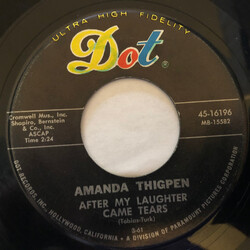 ULTRA HIGH FIDELITY
Dot
Cromwell Mus., Inc.
Shapiro, Bernstein
& Co., Inc.
ASCAP
Time 2:24
45-16196
MB-15582
AMANDA THIGPEN
AFTER MY LAUGHTER
CAME TEARS
(Tobias-Turk)
DOT RECORDS, INC. HOLLYWOOD, CALIFORNIA • A DIVISION OF PARAMOUNT PICTURES CORPORATION